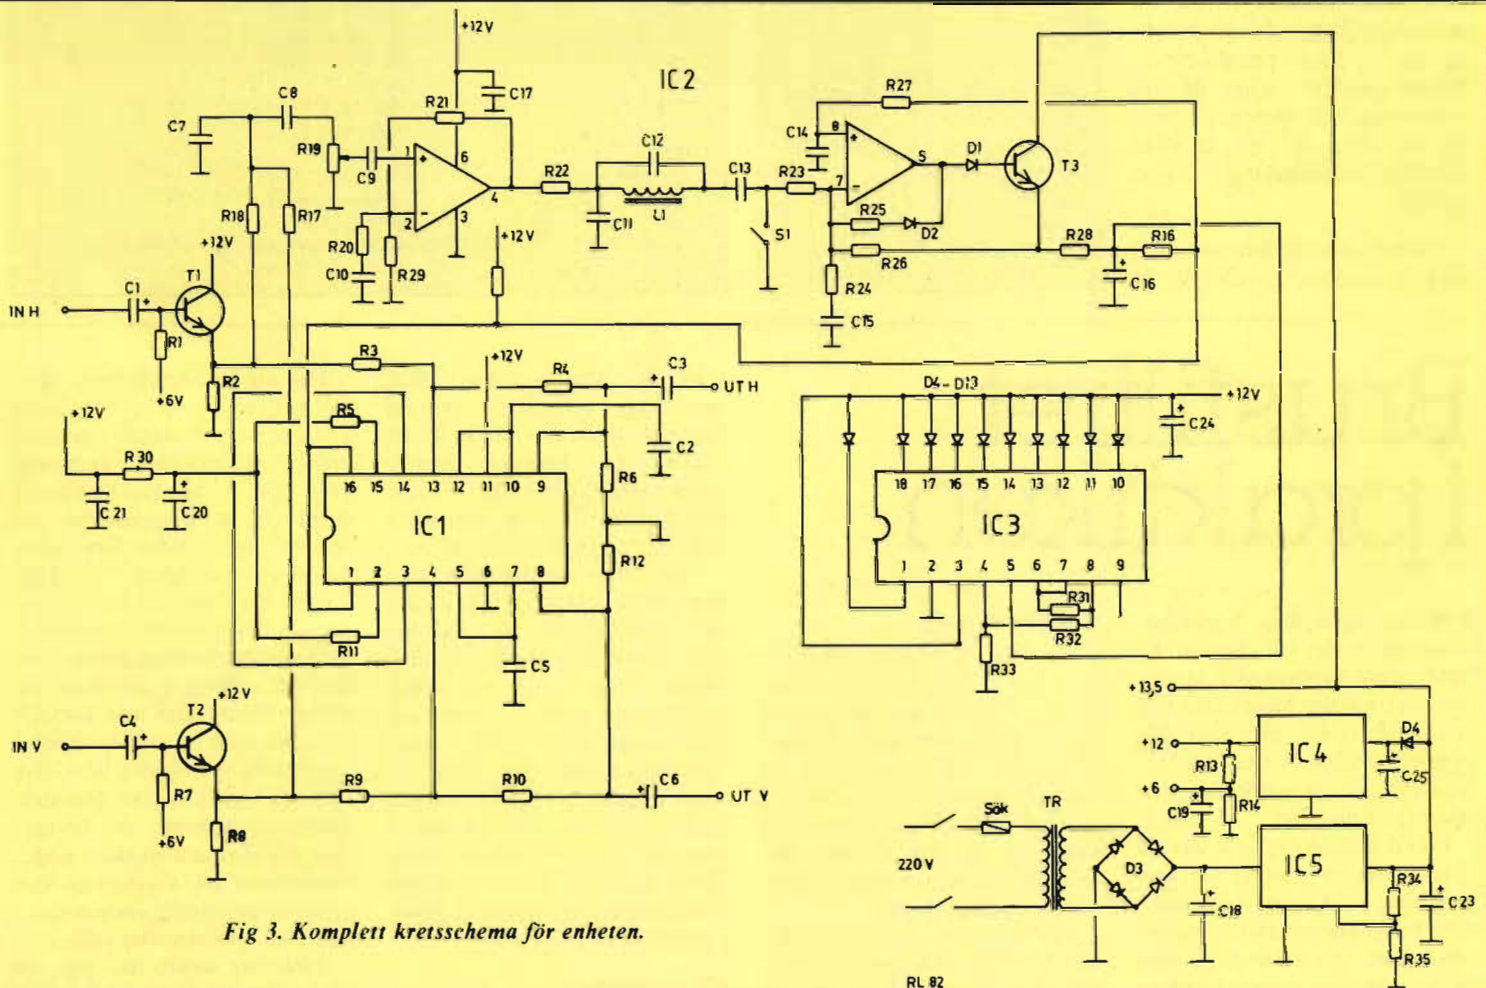 +12V
IC2
C17
R21
C8
C7
R19
C9
1
+
6
2
-
3
4
R22
C12
L1
C11
C13
R23
S1
R27
C14
8
+
7
-
5
D1
T3
R25
D2
R26
R24
C15
R28
R16
+
C16
R18
R17
R20
C10
R29
+12V
+12V
T1
IN H
C1
+
R1
+6V
R2
R3
+12V
R4
C3
+
UT H
C2
R5
+12V
R30
C21
+
C20
R6
R12
16 15 14 13 12 11 10 9
IC1
1 2 3 4 5 6 7 8
R11
C5
D4-D13
+12V
+
C24
18 17 16 15 14 13 12 11 10
IC3
1 2 3 4 5 6 7 8 9
R31
R32
R33
+12V
T2
IN V
C4
+
R7
+6V
R8
R9
R10
C6
+
UT V
+13,5
+12
IC4
D4
+
C25
R13
+6
+
C19
R14
Säk
TR
220 V
D3
+
C18
IC5
R34
+
C23
R35
Fig 3. Komplett kretsschema för enheten.
RL 82